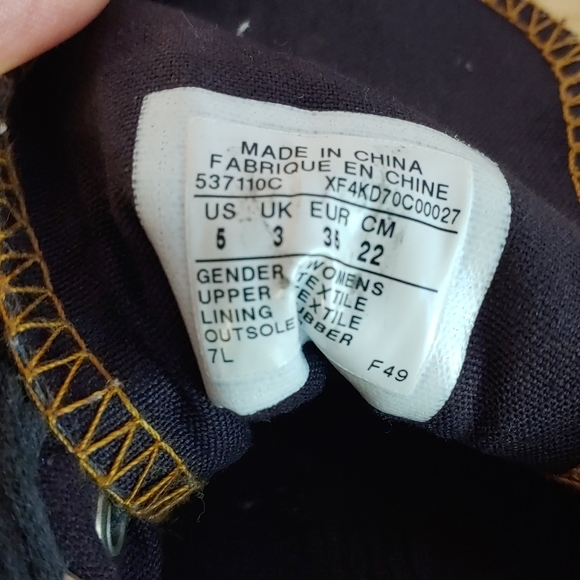 MADE IN CHINA
FABRIQUE EN CHINE
537110C XF4KD70C00027
US UK EUR CM
5 3 22
GENDER WOMENS
UPPER TEXTILE
LINING TEXTILE
OUTSOLE RUBBER
7L F49